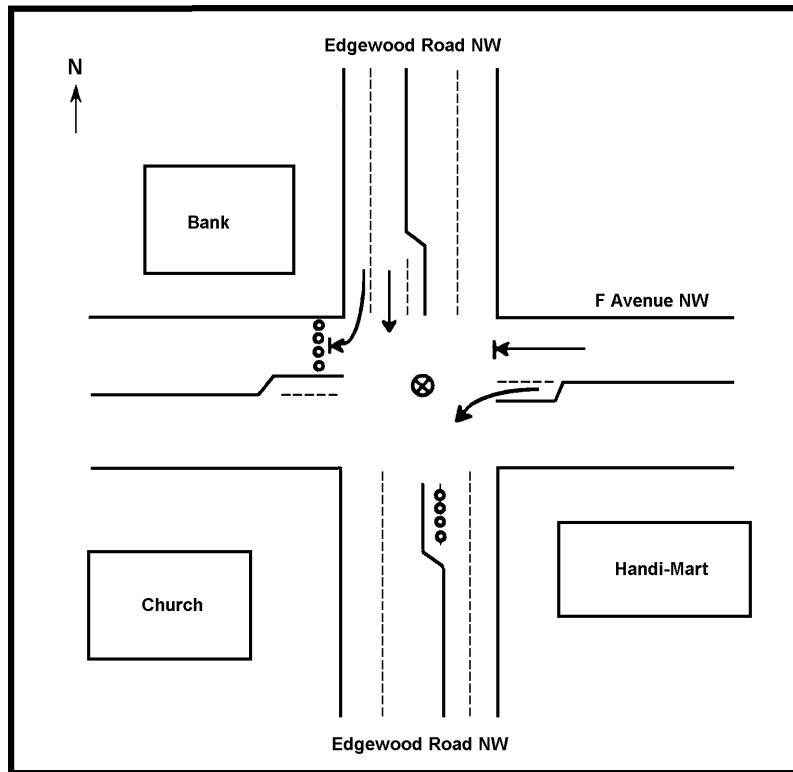 Edgewood Road NW
N
Bank
F Avenue NW
Handi-Mart
Church
Edgewood Road NW